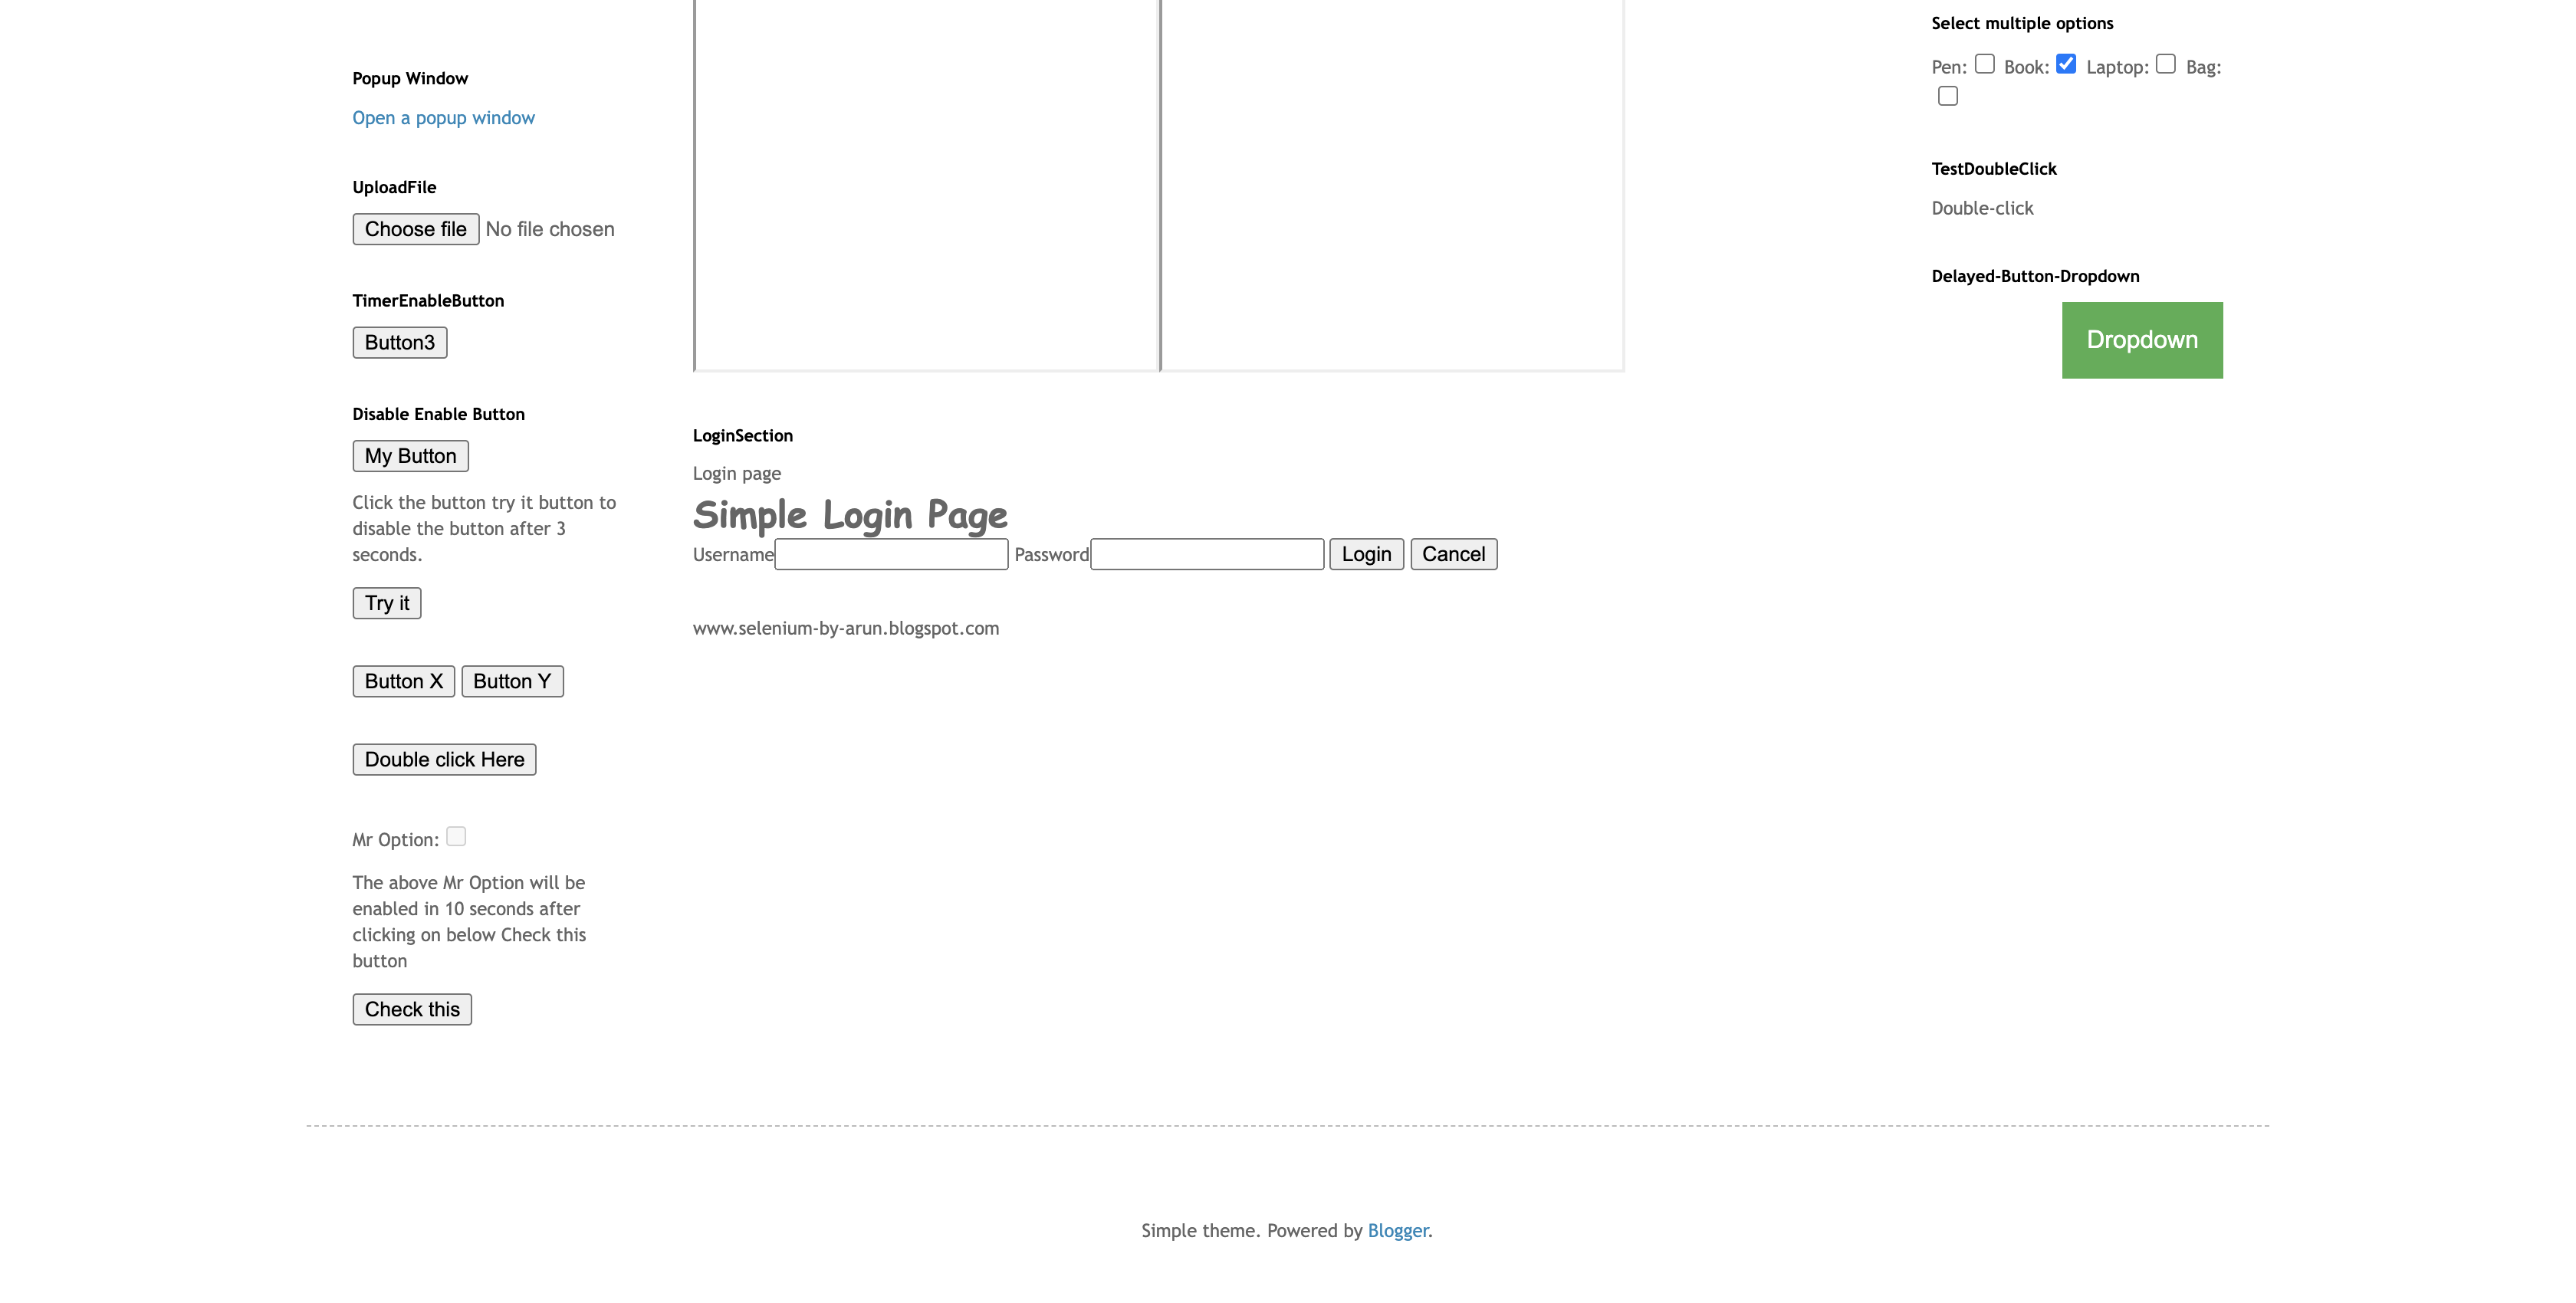 Popup Window
Open a popup window
UploadFile
Choose file No file chosen
TimerEnableButton
Button3
Disable Enable Button
My Button
Click the button try it button to
disable the button after 3
seconds.
Try it
Button X Button Y
Double click Here
Mr Option:
The above Mr Option will be
enabled in 10 seconds after
clicking on below Check this
button
Check this
LoginSection
Login page
Simple Login Page
Username Password Login Cancel
www.selenium-by-arun.blogspot.com
Select multiple options
Pen: Book: Laptop: Bag:
TestDoubleClick
Double-click
Delayed-Button-Dropdown
Dropdown
Simple theme. Powered by Blogger.